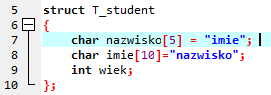 5 struct T_student
6 {
7 char nazwisko[5] = "imie";
8 char imie[10]="nazwisko";
9 int wiek;
10 };